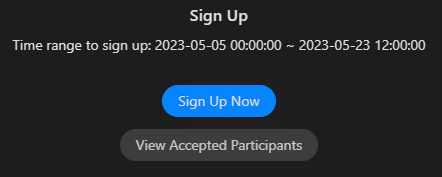 Sign Up
Time range to sign up: 2023-05-05 00:00:00 ~ 2023-05-23 12:00:00
Sign Up Now
View Accepted Participants